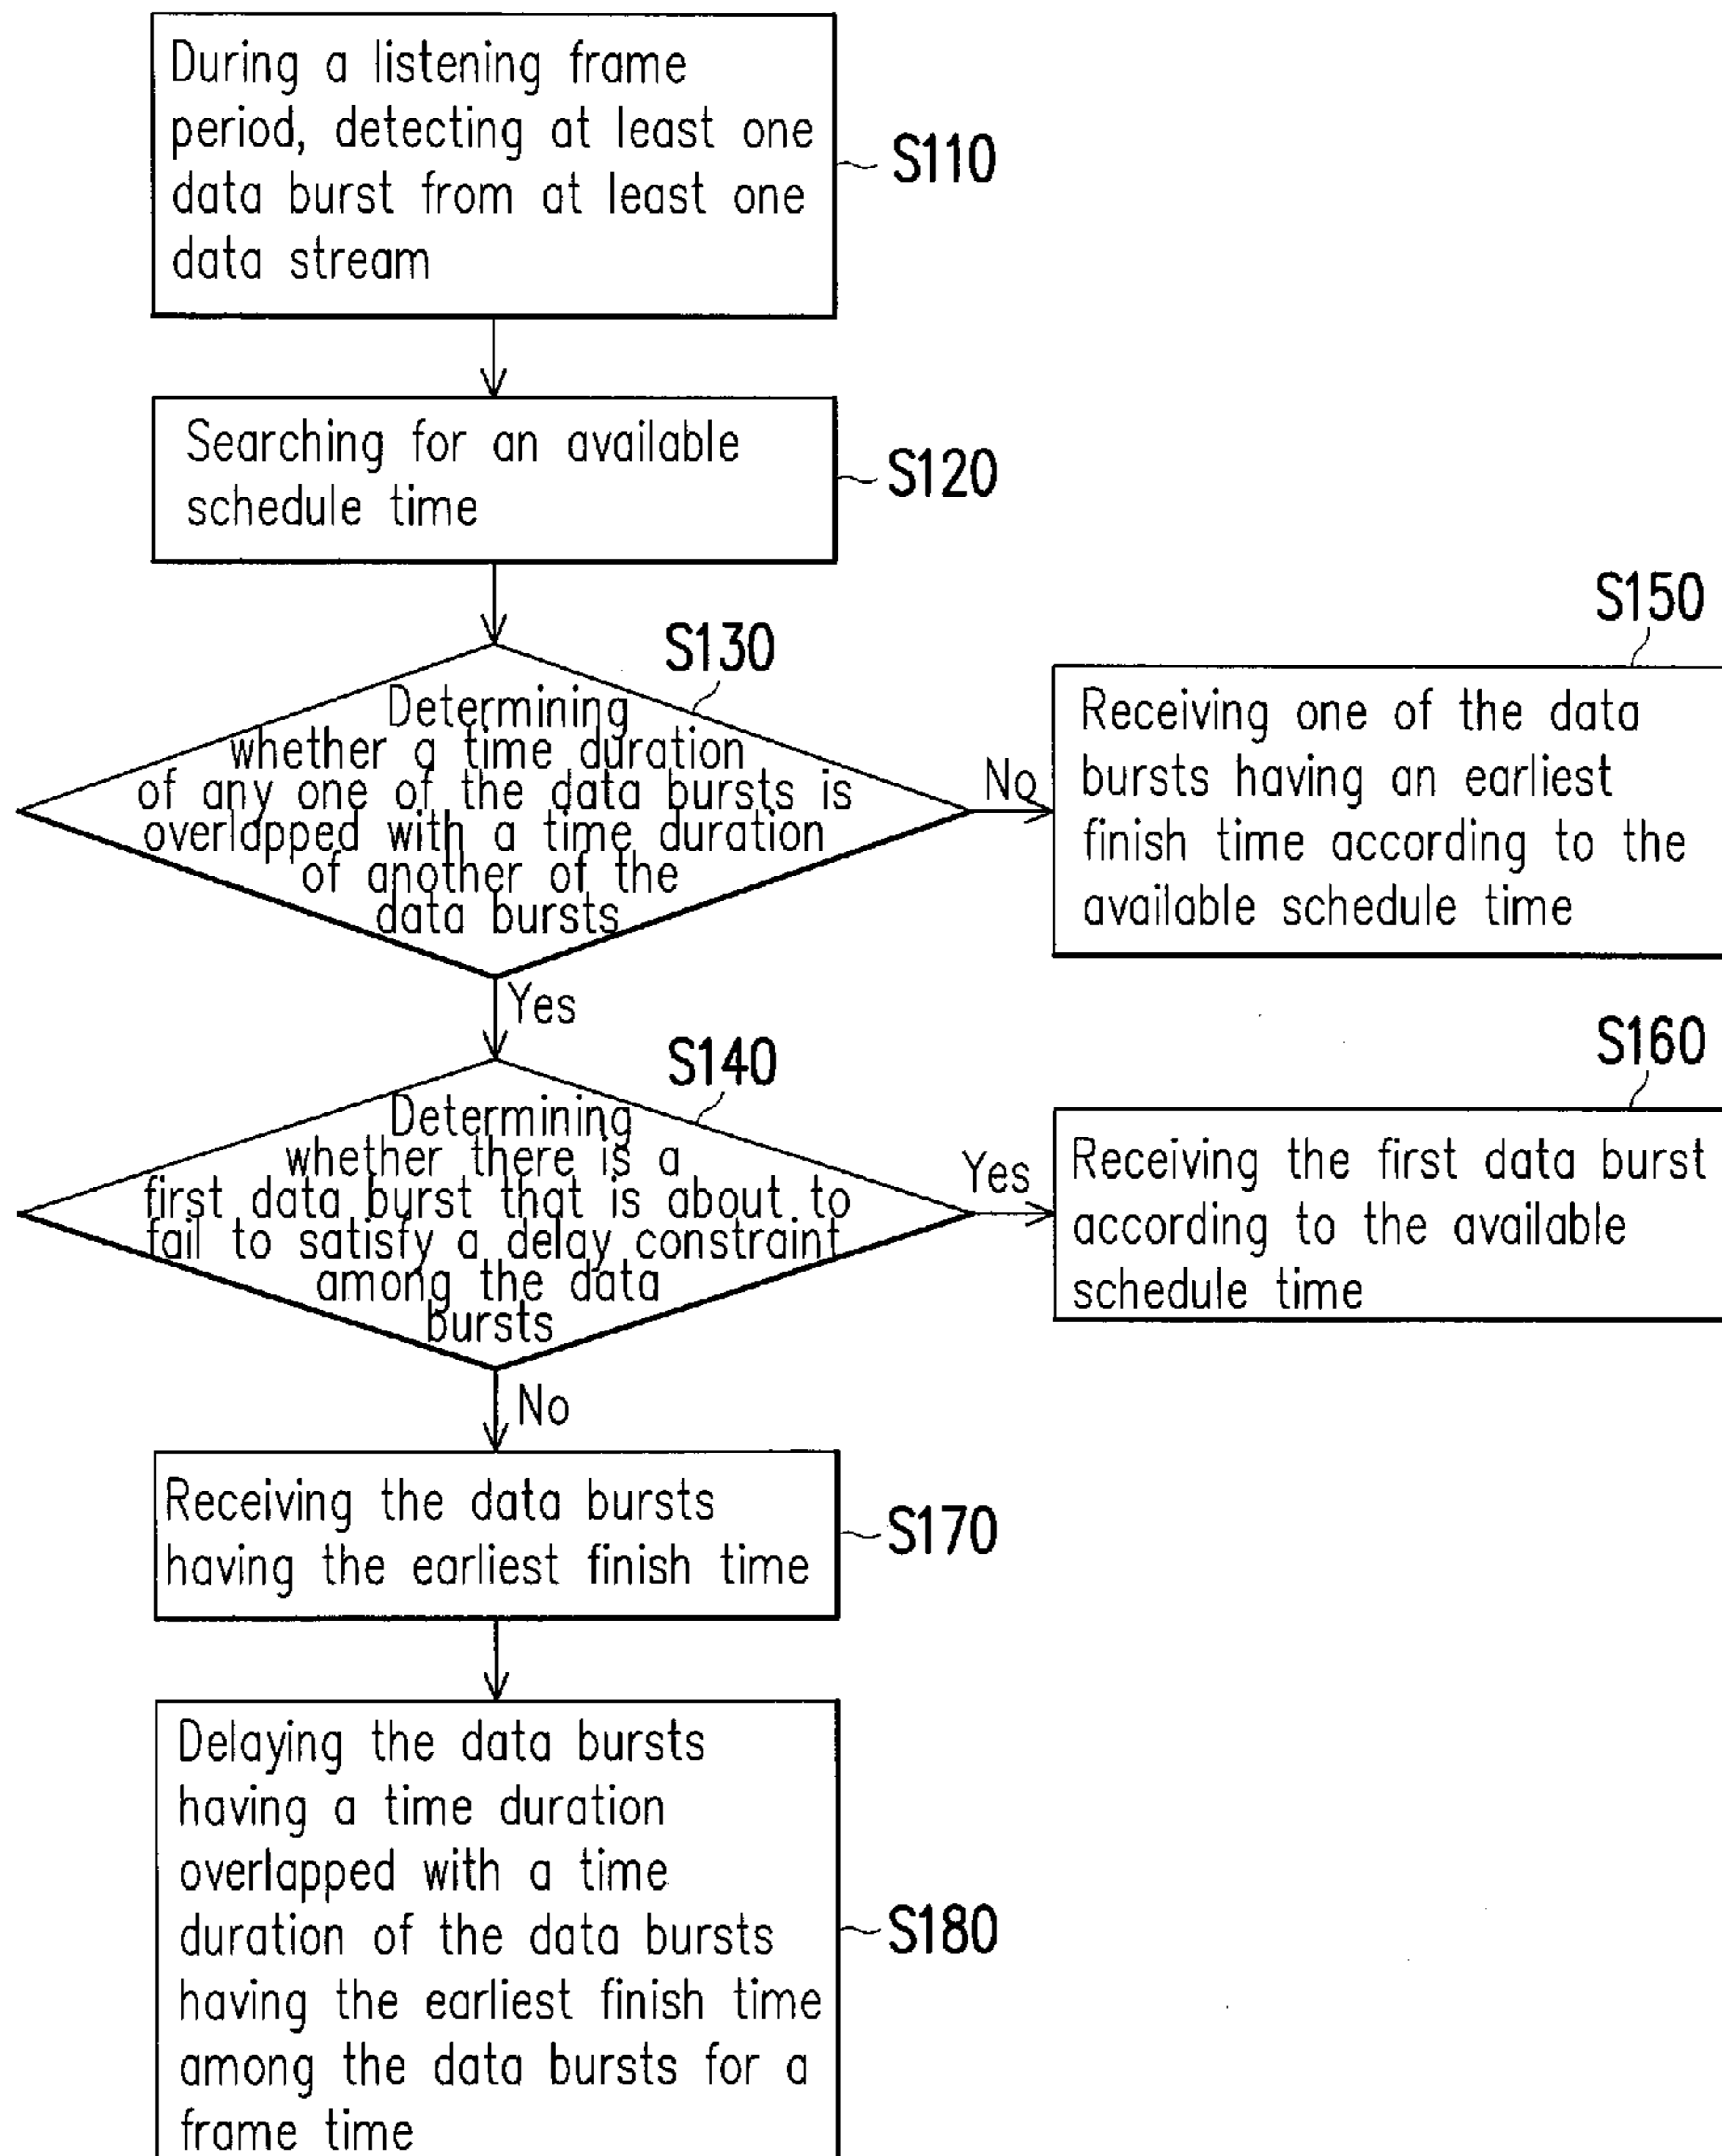 During a listening frame
period, detecting at least one
data burst from at least one
data stream
S110
Searching for an available
schedule time
S120
S130
Determining
whether a time duration
of any one of the data bursts is
overlapped with a time duration
of another of the
data bursts
No
S150
Receiving one of the data
bursts having an earliest
finish time according to the
available schedule time
Yes
S140
Determining
whether there is a
first data burst that is about to
fail to satisfy a delay constraint
among the data
bursts
Yes
S160
Receiving the first data burst
according to the available
schedule time
No
Receiving the data bursts
having the earliest finish time
S170
Delaying the data bursts
having a time duration
overlapped with a time
duration of the data bursts
having the earliest finish time
among the data bursts for a
frame time
S180